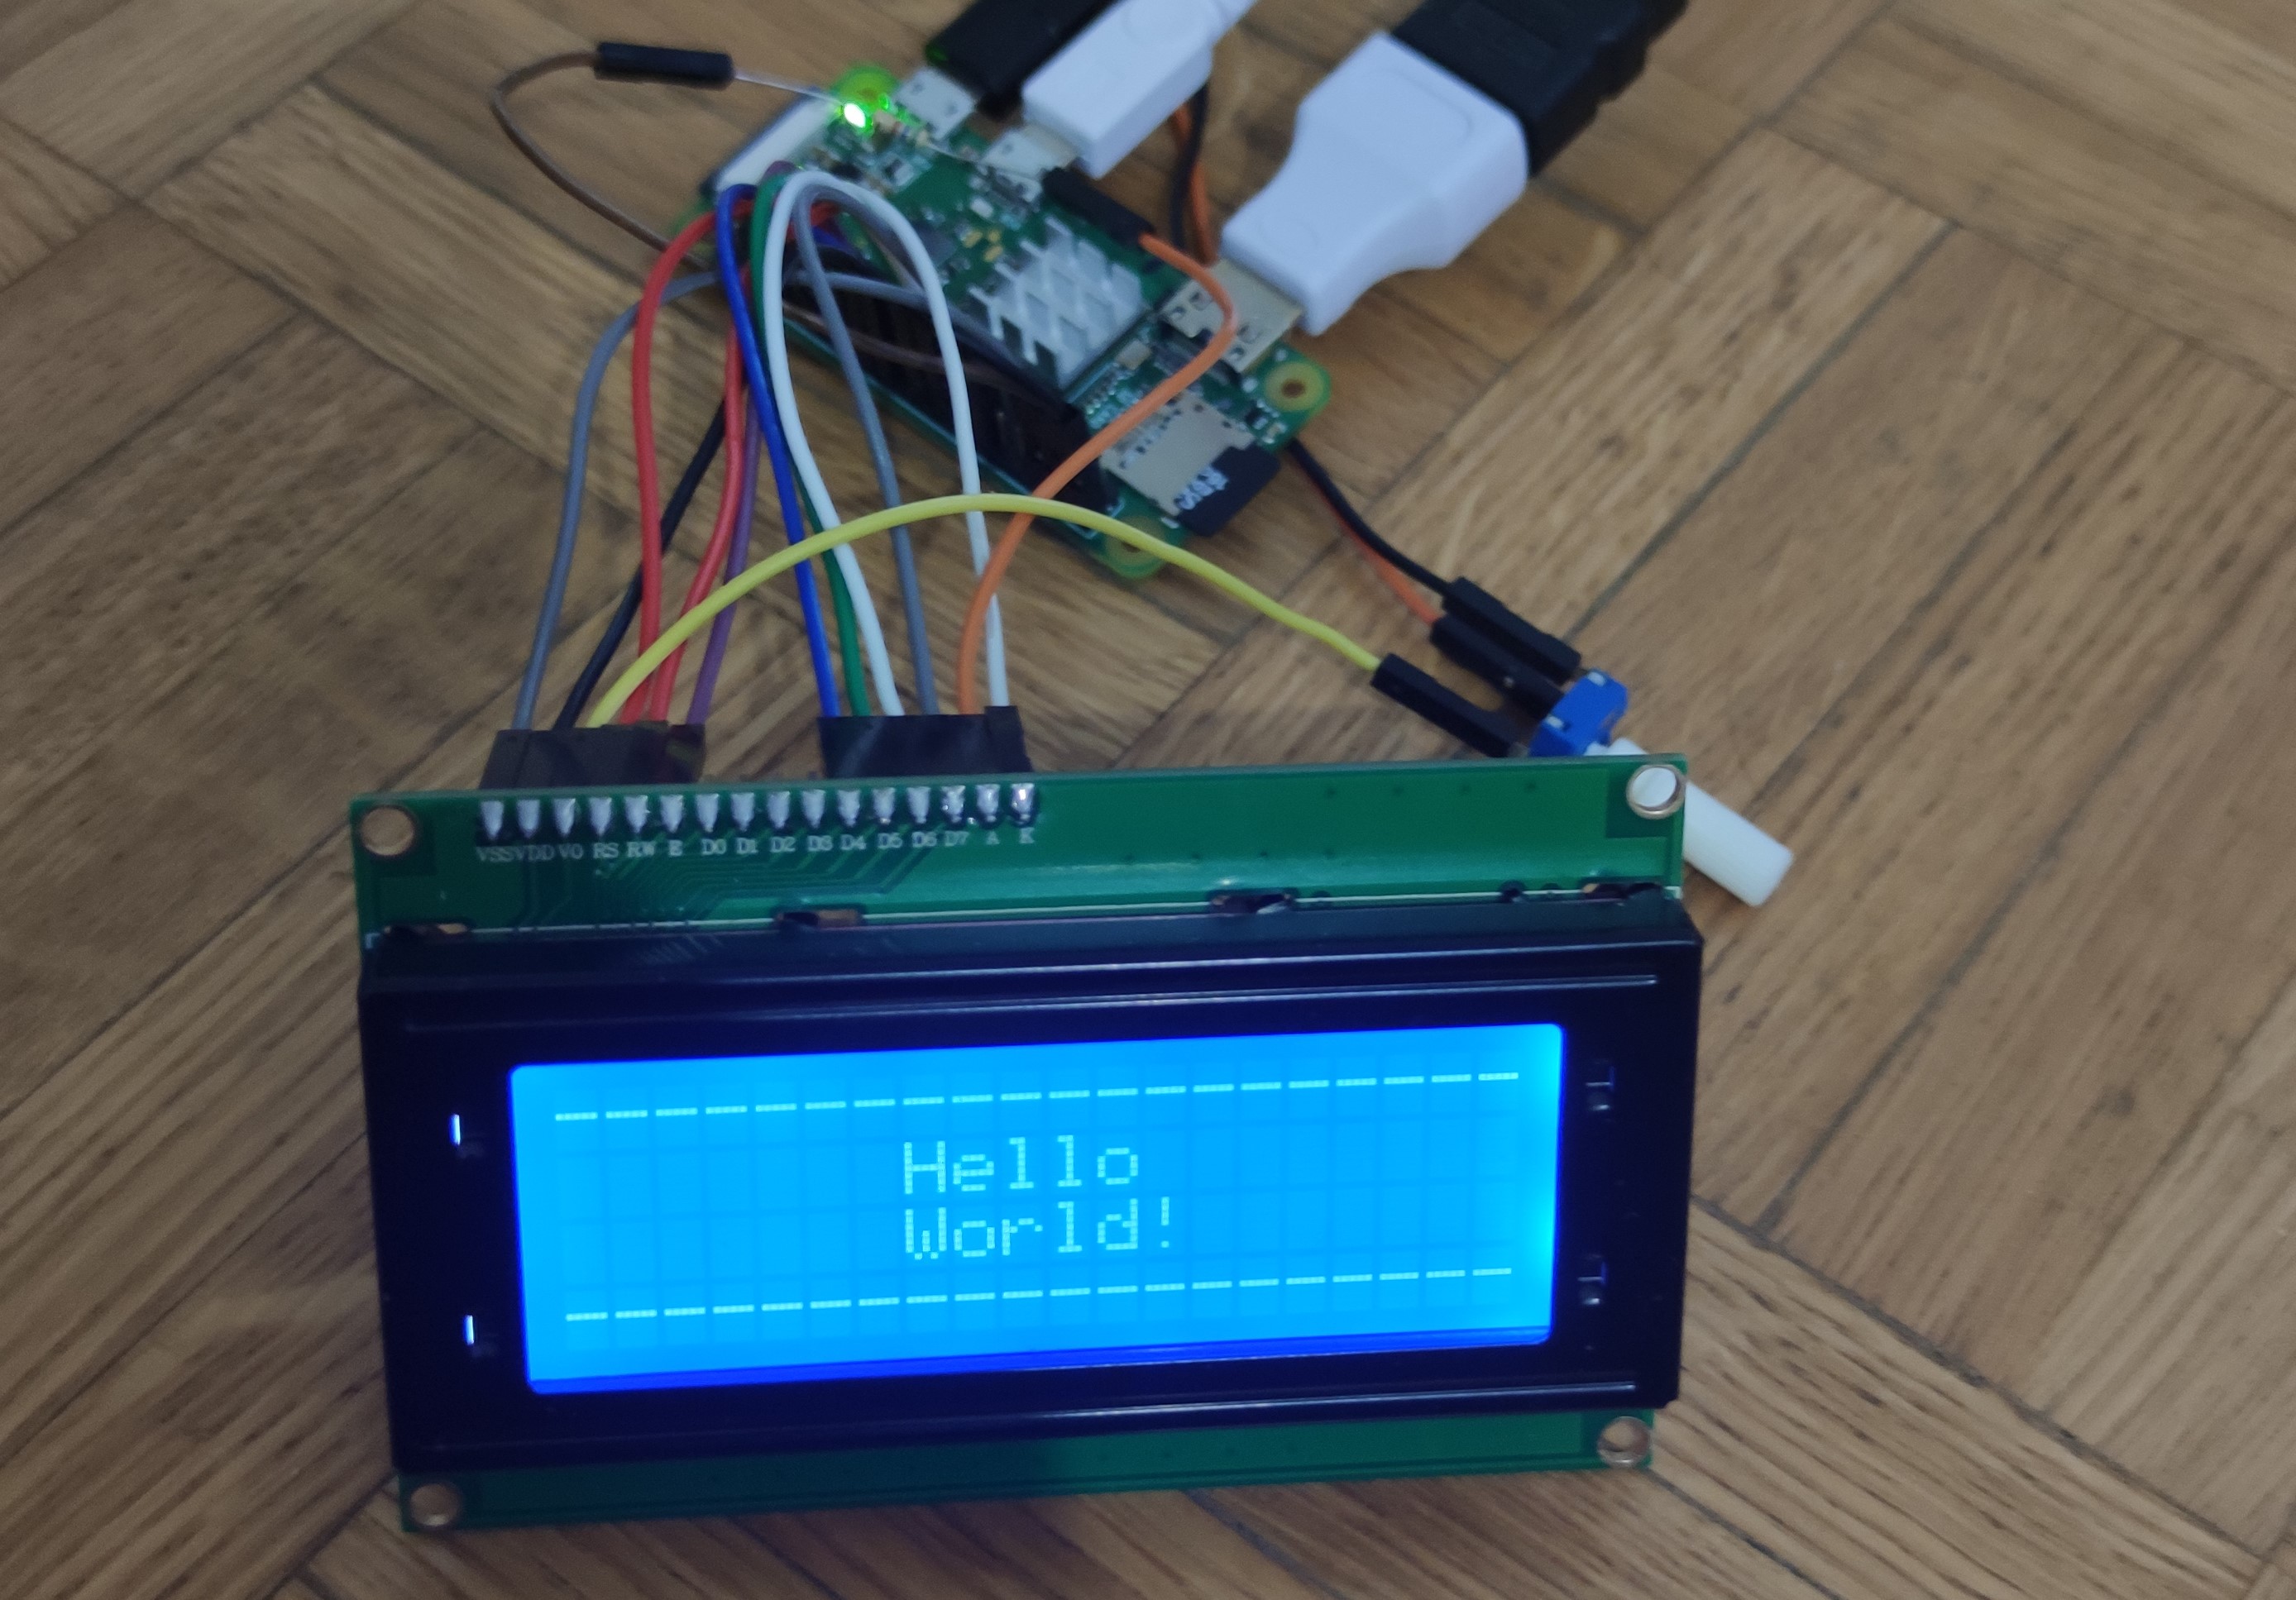 VSS VDD V0 RS RW E D0 D1 D2 D3 D4 D5 D6 D7 A K
--------------------
Hello
World!
--------------------